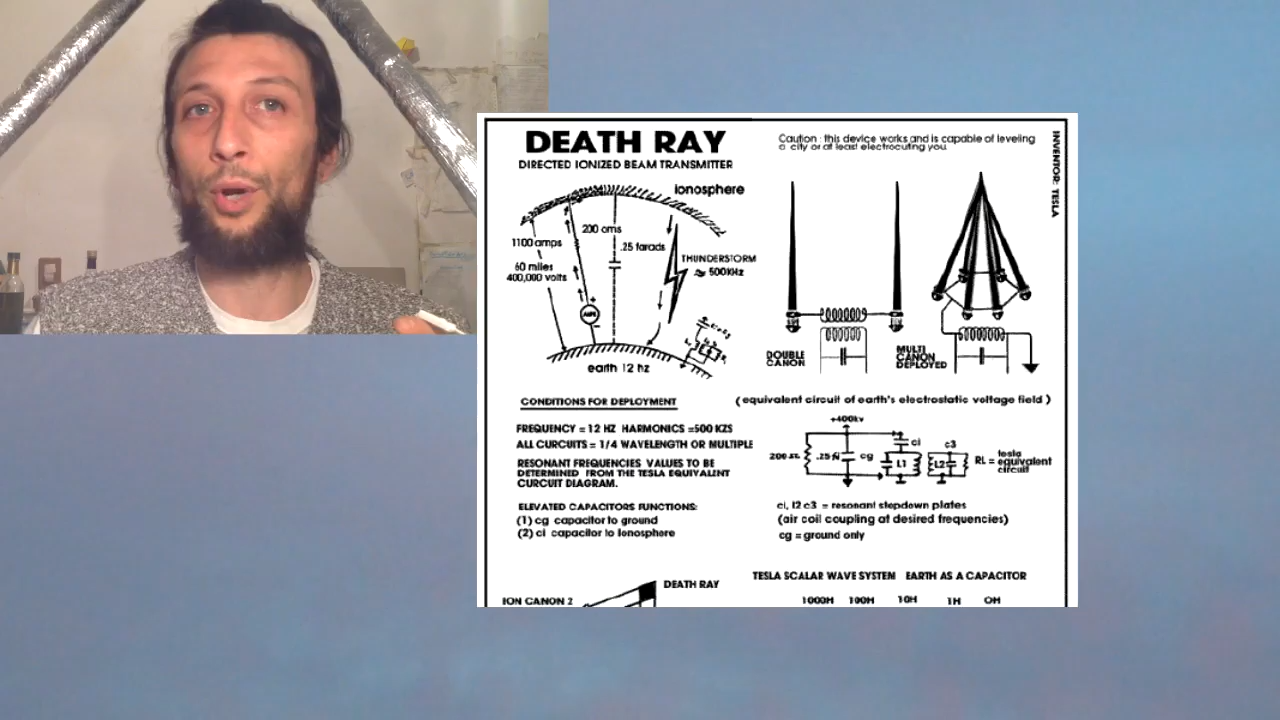 DEATH RAY
DIRECTED IONIZED BEAM TRANSMITTER
Caution : this device works and is capable of leveling
a city or at least electrocuting you.
INVENTOR: TESLA
ionosphere
200 oms
1100 amps
.25 farads
60 miles
400,000 volts
THUNDERSTORM
≈ 500KHz
earth 12 hz
DOUBLE
CANON
MULTI
CANON
DEPLOYED
CONDITIONS FOR DEPLOYMENT
FREQUENCY = 12 HZ HARMONICS =500 KZS
ALL CURCUITS = 1/4 WAVELENGTH OR MULTIPLE
RESONANT FREQUENCIES VALUES TO BE
DETERMINED FROM THE TESLA EQUIVALENT
CURCUIT DIAGRAM.
ELEVATED CAPACITORS FUNCTIONS:
(1) cg capacitor to ground
(2) ci capacitor to ionosphere
( equivalent circuit of earth's electrostatic voltage field )
+400kv
ci
c3
200 Ω
cg
L1
L2
RL = tesla
equivalent
circuit
ci, l2 c3 = resonant stepdown plates
(air coil coupling at desired frequencies)
cg = ground only
TESLA SCALAR WAVE SYSTEM EARTH AS A CAPACITOR
DEATH RAY
ION CANON 2
100H
10H
1H